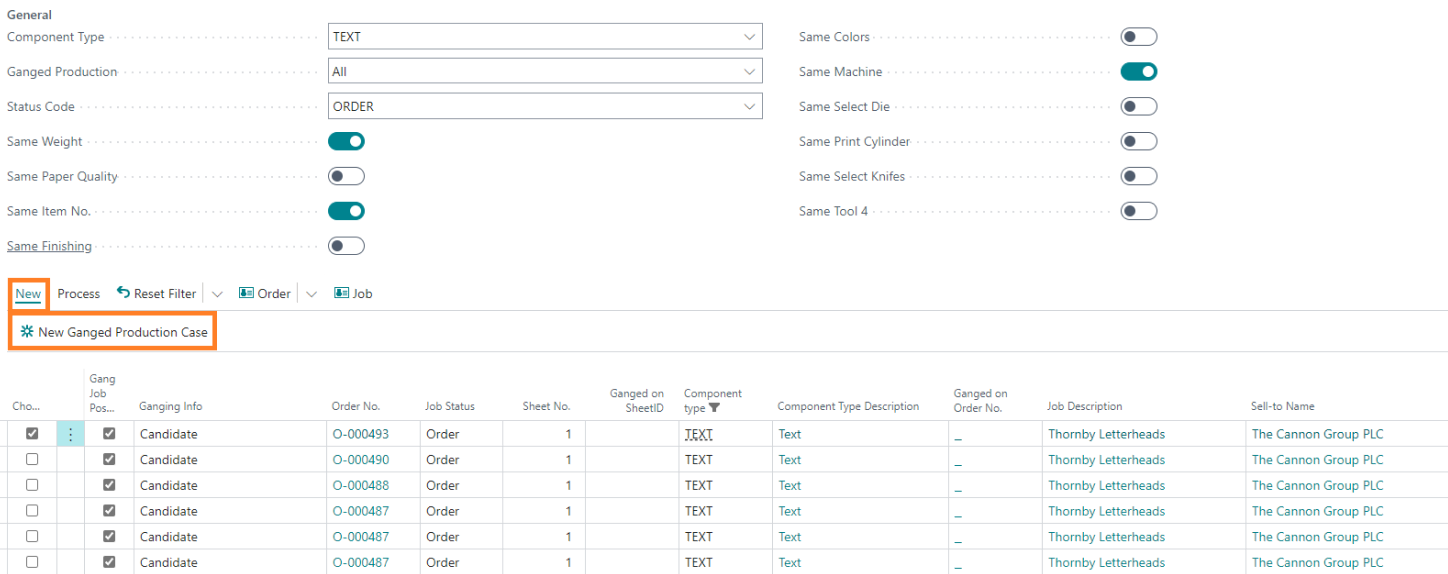 General
Component Type TEXT Same Colors
Ganged Production All Same Machine
Status Code ORDER Same Select Die
Same Weight Same Print Cylinder
Same Paper Quality Same Select Knifes
Same Item No. Same Tool 4
Same Finishing
New Process Reset Filter Order Job
New Ganged Production Case
Cho... Gang Job Pos... Ganging Info Order No. Job Status Sheet No. Ganged on SheetID Component type Component Type Description Ganged on Order No. Job Description Sell-to Name
Candidate O-000493 Order 1 TEXT Text _ Thornby Letterheads The Cannon Group PLC
Candidate O-000490 Order 1 TEXT Text _ Thornby Letterheads The Cannon Group PLC
Candidate O-000488 Order 1 TEXT Text _ Thornby Letterheads The Cannon Group PLC
Candidate O-000487 Order 1 TEXT Text _ Thornby Letterheads The Cannon Group PLC
Candidate O-000487 Order 1 TEXT Text _ Thornby Letterheads The Cannon Group PLC
Candidate O-000487 Order 1 TEXT Text _ Thornby Letterheads The Cannon Group PLC